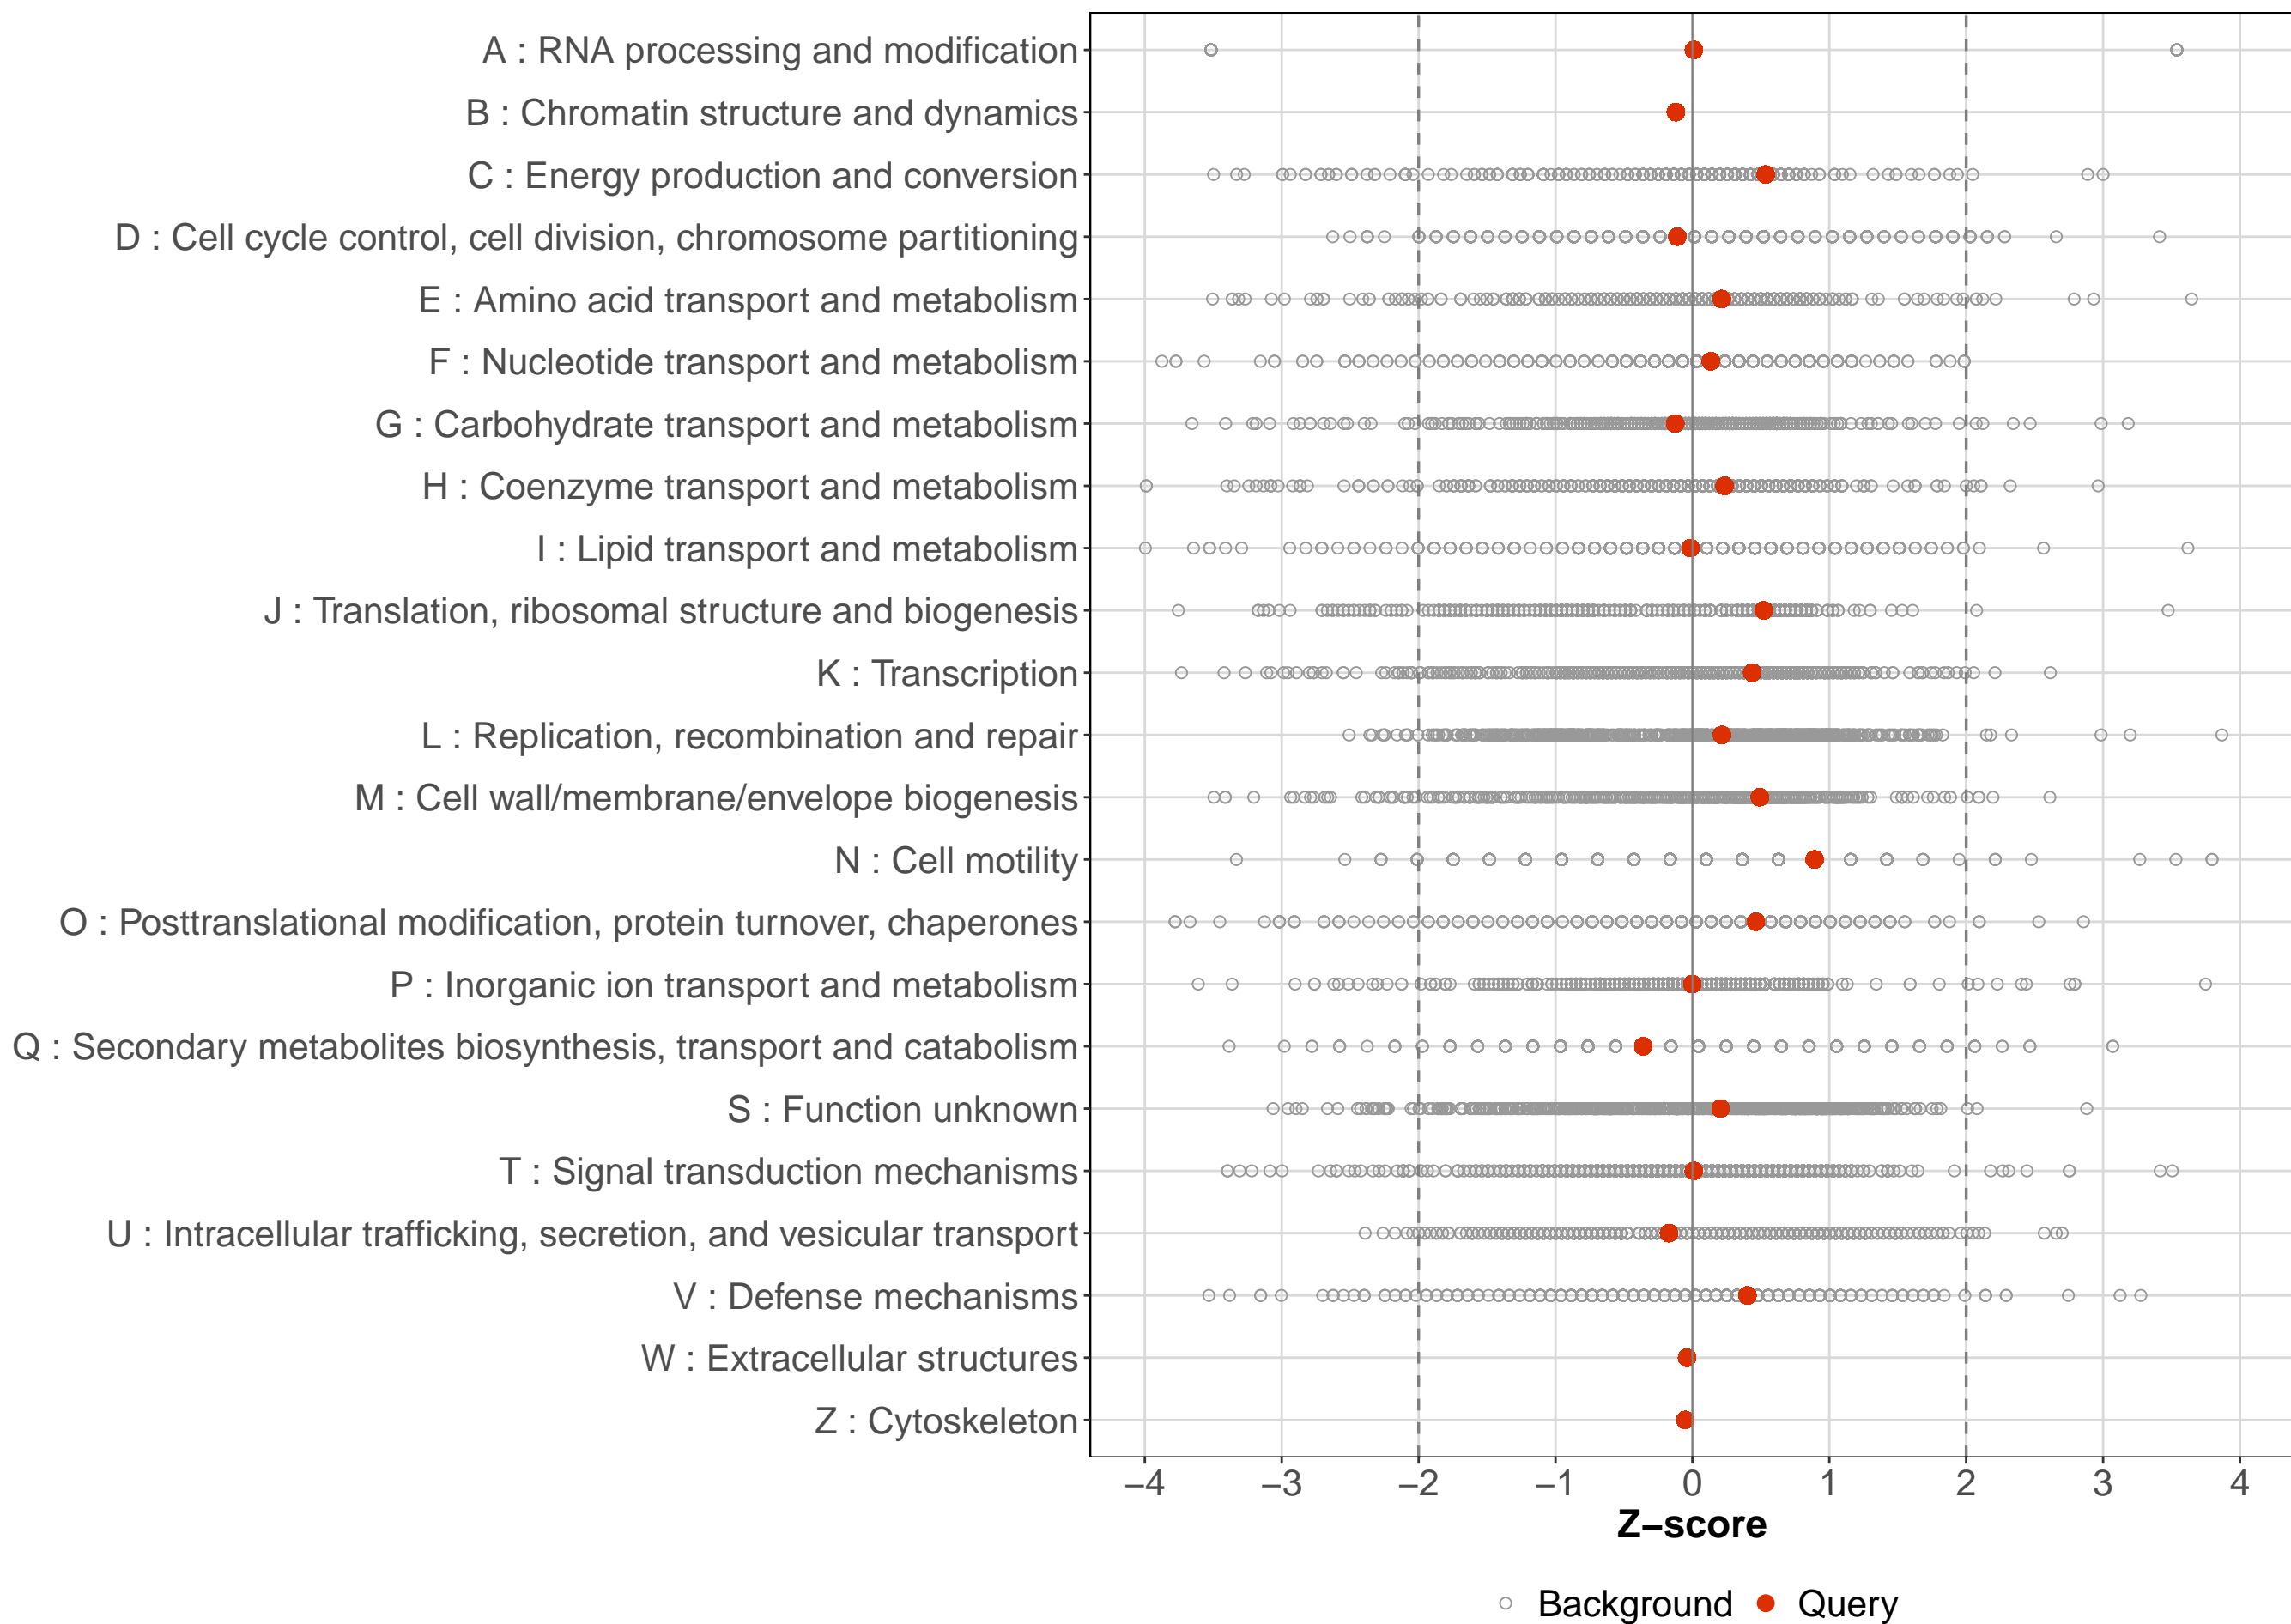 A : RNA processing and modification
B : Chromatin structure and dynamics
C : Energy production and conversion
D : Cell cycle control, cell division, chromosome partitioning
E : Amino acid transport and metabolism
F : Nucleotide transport and metabolism
G : Carbohydrate transport and metabolism
H : Coenzyme transport and metabolism
I : Lipid transport and metabolism
J : Translation, ribosomal structure and biogenesis
K : Transcription
L : Replication, recombination and repair
M : Cell wall/membrane/envelope biogenesis
N : Cell motility
O : Posttranslational modification, protein turnover, chaperones
P : Inorganic ion transport and metabolism
Q : Secondary metabolites biosynthesis, transport and catabolism
S : Function unknown
T : Signal transduction mechanisms
U : Intracellular trafficking, secretion, and vesicular transport
V : Defense mechanisms
W : Extracellular structures
Z : Cytoskeleton
−4 −3 −2 −1 0 1 2 3 4
Z−score
Background Query